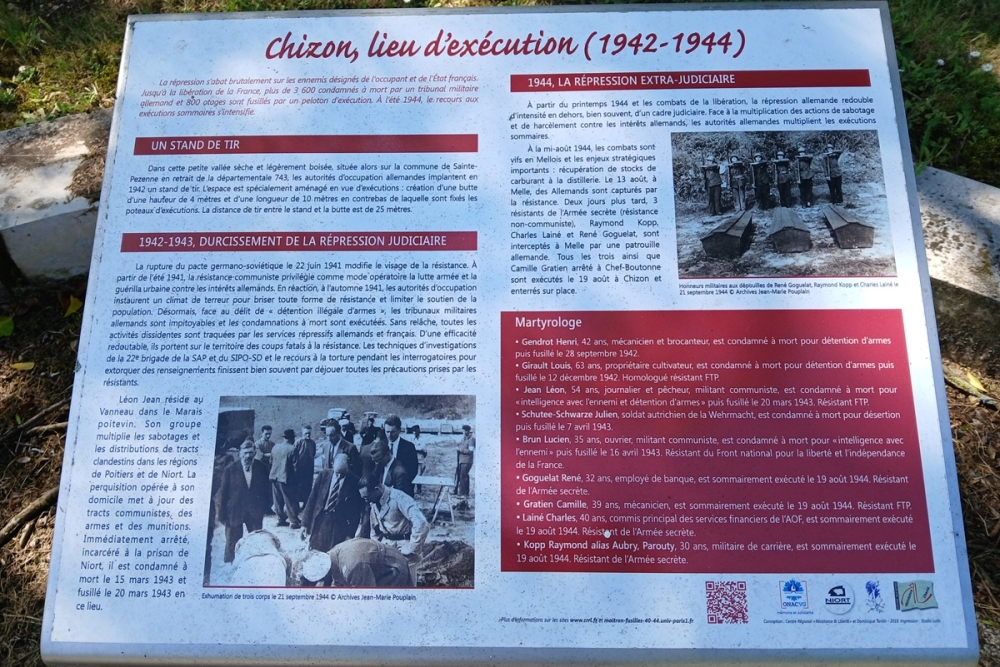 Chizon, lieu d'exécution (1942-1944)
La répression s'abat brutalement sur les ennemis désignés de l'occupant et de l'État français.
Jusqu'à la libération de la France, plus de 3 600 condamnés à mort par un tribunal militaire
allemand et 800 otages sont fusillés par un peloton d'exécution. À l'été 1944, le recours aux
exécutions sommaires s'intensifie.
UN STAND DE TIR
Dans cette petite vallée sèche et légèrement boisée, située alors sur la commune de Sainte-
Pezenne en retrait de la départementale 743, les autorités d'occupation allemandes implantent en
1942 un stand de tir. L'espace est spécialement aménagé en vue d'exécutions : création d'une butte
d'une hauteur de 4 mètres et d'une longueur de 10 mètres en contrebas de laquelle sont fixés les
poteaux d'exécutions. La distance de tir entre le stand et la butte est de 25 mètres.
1942-1943, DURCISSEMENT DE LA RÉPRESSION JUDICIAIRE
La rupture du pacte germano-soviétique le 22 juin 1941 modifie le visage de la résistance. À
partir de l'été 1941, la résistance communiste privilégie comme mode opératoire la lutte armée et la
guérilla urbaine contre les intérêts allemands. En réaction, à l'automne 1941, les autorités d'occupation
instaurent un climat de terreur pour briser toute forme de résistance et limiter le soutien de la
population. Désormais, face au délit de « détention illégale d'armes », les tribunaux militaires
allemands sont impitoyables et les condamnations à mort sont exécutées. Sans relâche, toutes les
activités dissidentes sont traquées par les services répressifs allemands et français. D'une efficacité
redoutable, ils portent sur le territoire des coups fatals à la résistance. Les techniques d'investigations
de la 22e brigade de la SAP et du SIPO-SD et le recours à la torture pendant les interrogatoires pour
extorquer des renseignements finissent bien souvent par déjouer toutes les précautions prises par les
résistants.
Léon Jean réside au
Vanneau dans le Marais
poitevin. Son groupe
multiplie les sabotages et
les distributions de tracts
clandestins dans les régions
de Poitiers et de Niort. La
perquisition opérée à son
domicile met à jour des
tracts communistes, des
armes et des munitions.
Immédiatement arrêté,
incarcéré à la prison de
Niort, il est condamné à
mort le 15 mars 1943 et
fusillé le 20 mars 1943 en
ce lieu.
Exhumation de trois corps le 21 septembre 1944 © Archives Jean-Marie Pouplain.
1944, LA RÉPRESSION EXTRA-JUDICIAIRE
À partir du printemps 1944 et les combats de la libération, la répression allemande redouble
d'intensité en dehors, bien souvent, d'un cadre judiciaire. Face à la multiplication des actions de sabotage
et de harcèlement contre les intérêts allemands, les autorités allemandes multiplient les exécutions
sommaires.
À la mi-août 1944, les combats sont
vifs en Mellois et les enjeux stratégiques
importants : récupération de stocks de
carburant à la distillerie. Le 13 août, à
Melle, des Allemands sont capturés par
la résistance. Deux jours plus tard, 3
résistants de l'Armée secrète (résistance
non-communiste), Raymond Kopp,
Charles Lainé et René Goguelat, sont
interceptés à Melle par une patrouille
allemande. Tous les trois ainsi que
Camille Gratien arrêté à Chef-Boutonne
sont exécutés le 19 août à Chizon et
enterrés sur place.
Honneurs militaires aux dépouilles de René Goguelat, Raymond Kopp et Charles Lainé le
21 septembre 1944 © Archives Jean-Marie Pouplain
Martyrologe
• Gendrot Henri, 42 ans, mécanicien et brocanteur, est condamné à mort pour détention d'armes
puis fusillé le 28 septembre 1942.
• Girault Louis, 63 ans, propriétaire cultivateur, est condamné à mort pour détention d'armes puis
fusillé le 12 décembre 1942. Homologué résistant FTP.
• Jean Léon, 54 ans, journalier et pêcheur, militant communiste, est condamné à mort pour
« intelligence avec l'ennemi et détention d'armes » puis fusillé le 20 mars 1943. Résistant FTP.
• Schutee-Schwarze Julien, soldat autrichien de la Wehrmacht, est condamné à mort pour désertion
puis fusillé le 7 avril 1943.
• Brun Lucien, 35 ans, ouvrier, militant communiste, est condamné à mort pour « intelligence avec
l'ennemi » puis fusillé le 16 avril 1943. Résistant du Front national pour la liberté et l'indépendance
de la France.
• Goguelat René, 32 ans, employé de banque, est sommairement exécuté le 19 août 1944. Résistant
de l'Armée secrète.
• Gratien Camille, 39 ans, mécanicien, est sommairement exécuté le 19 août 1944. Résistant FTP.
• Lainé Charles, 40 ans, commis principal des services financiers de l'AOF, est sommairement exécuté
le 19 août 1944. Résistant de l'Armée secrète.
• Kopp Raymond alias Aubry, Parouty, 30 ans, militaire de carrière, est sommairement exécuté le
19 août 1944. Résistant de l'Armée secrète.
Plus d'informations sur les sites www.crrl.fr et maitron-fusilles-40-44.univ-paris1.fr
ONACVG
mémoire et solidarité
NIORT
Conception : Centre Régional « Résistance & Liberté » et Dominique Tantin